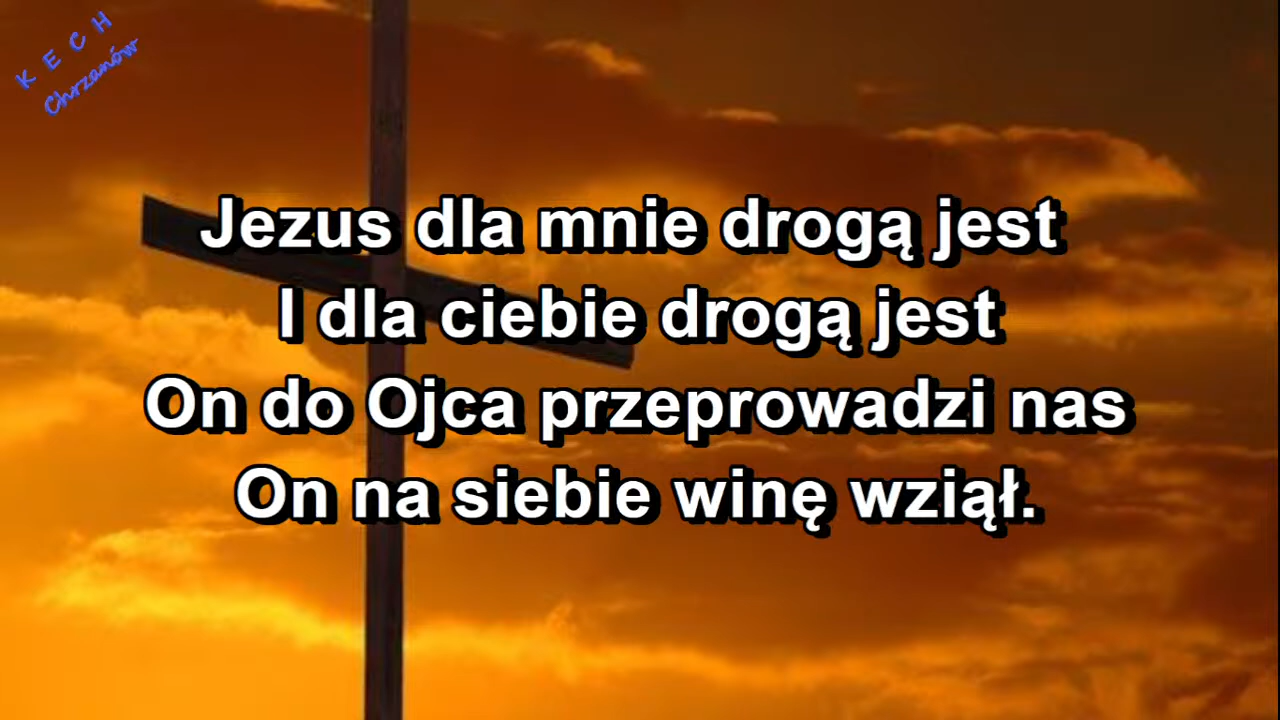 K E C H
Chrzanów
Jezus dla mnie drogą jest
I dla ciebie drogą jest
On do Ojca przeprowadzi nas
On na siebie winę wziął.